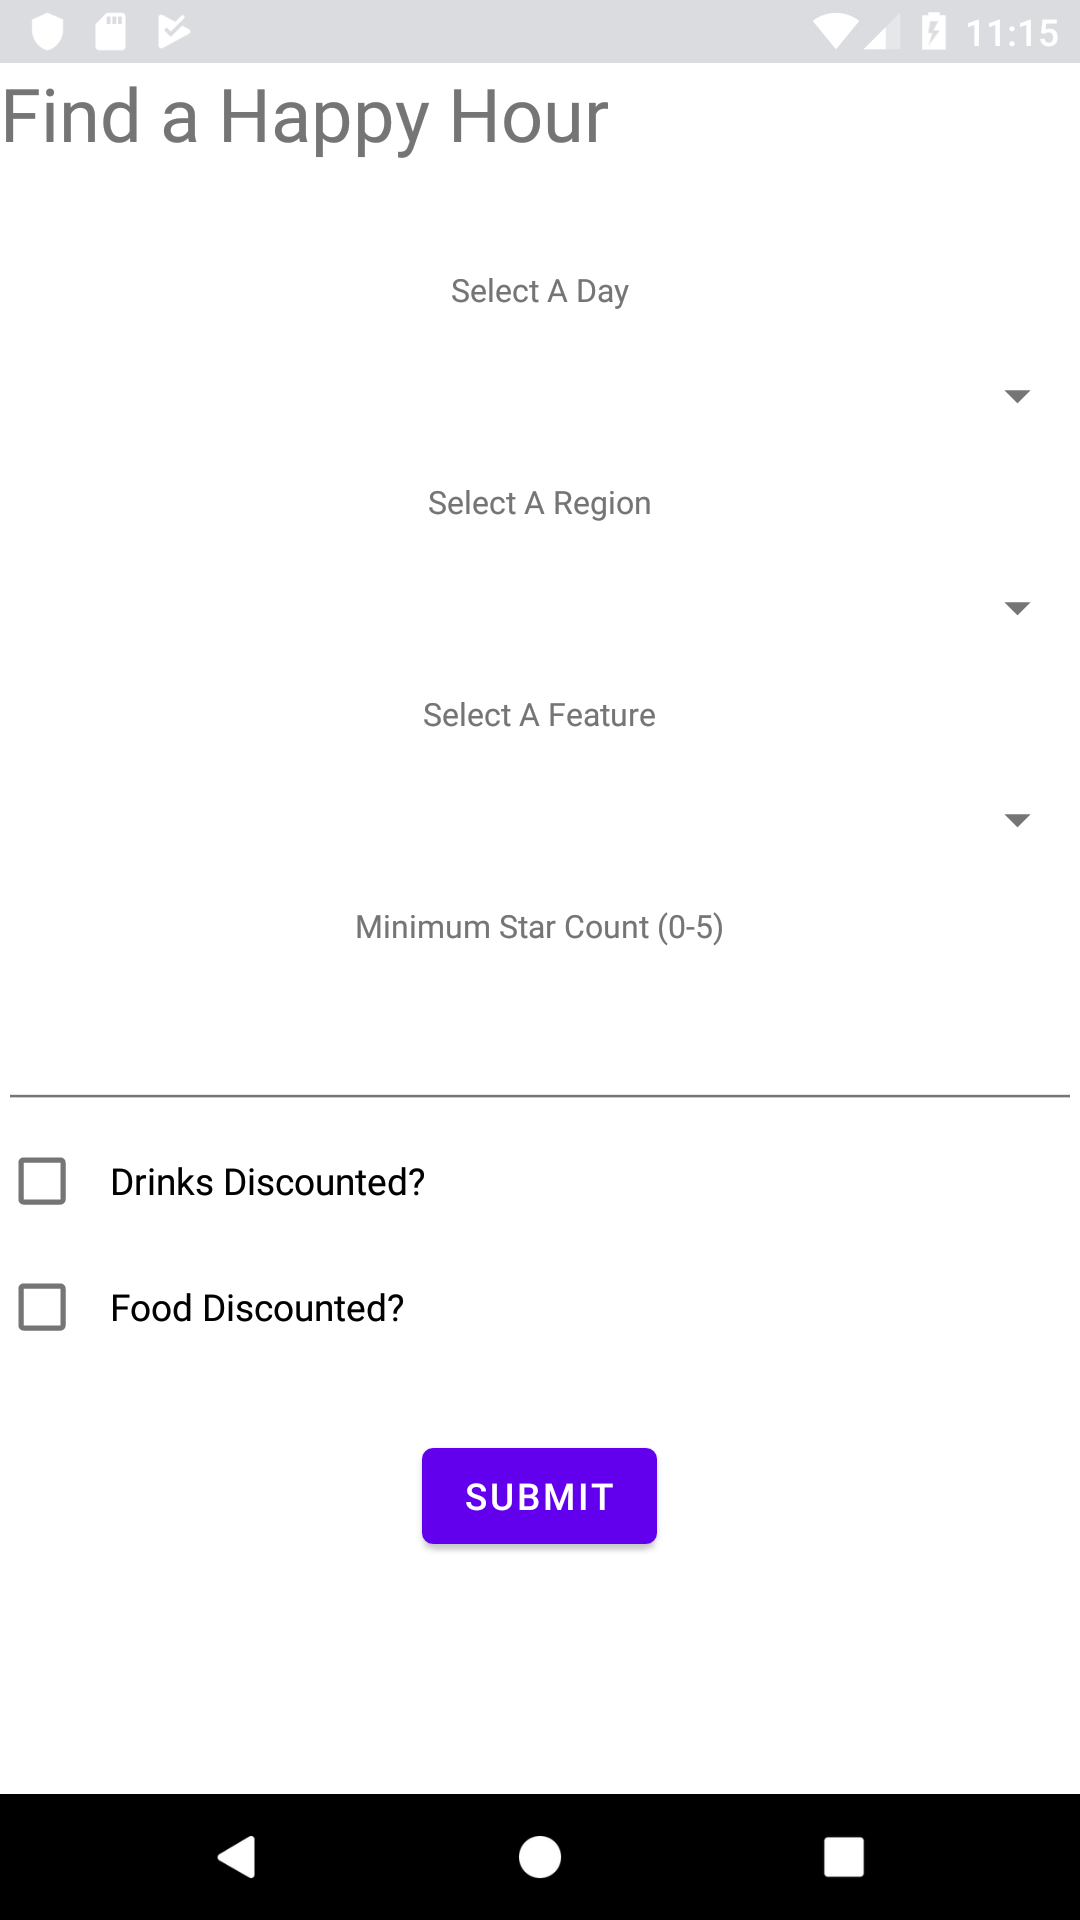 11:15
Find a Happy Hour
Select A Day
Select A Region
Select A Feature
Minimum Star Count (0-5)
Drinks Discounted?
Food Discounted?
SUBMIT